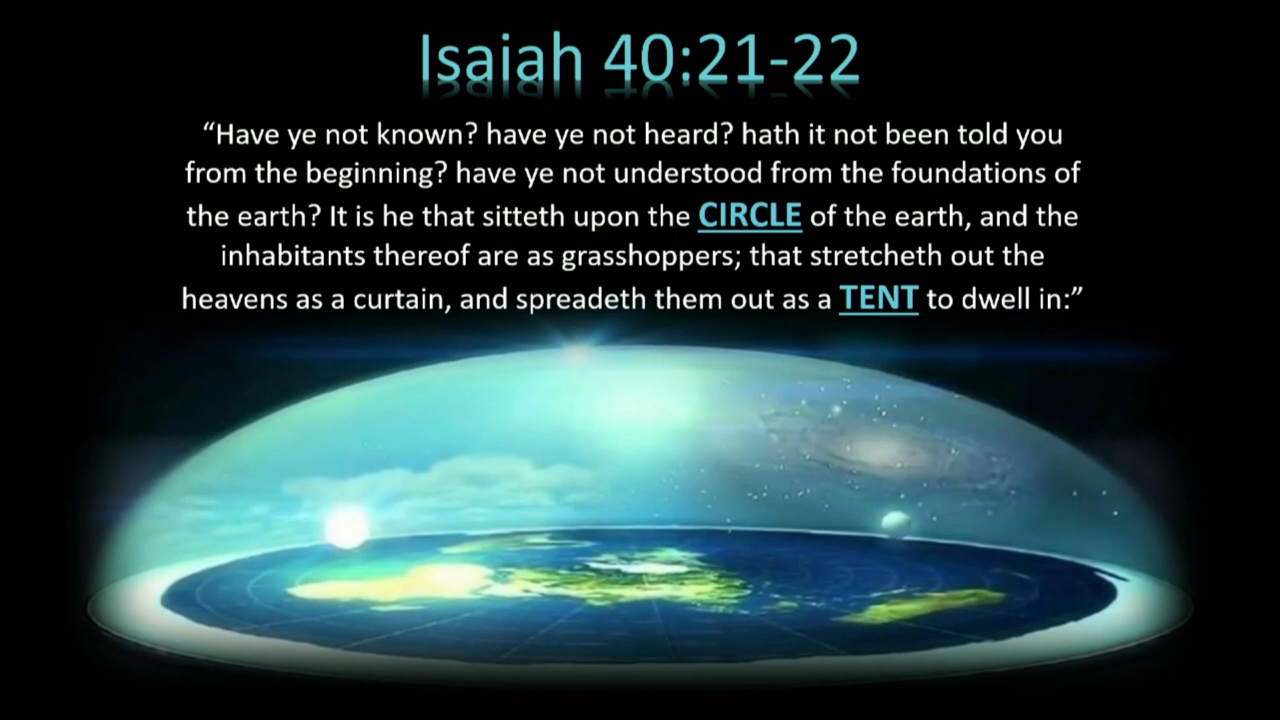 Isaiah 40:21-22
“Have ye not known? have ye not heard? hath it not been told you
from the beginning? have ye not understood from the foundations of
the earth? It is he that sitteth upon the CIRCLE of the earth, and the
inhabitants thereof are as grasshoppers; that stretcheth out the
heavens as a curtain, and spreadeth them out as a TENT to dwell in:”